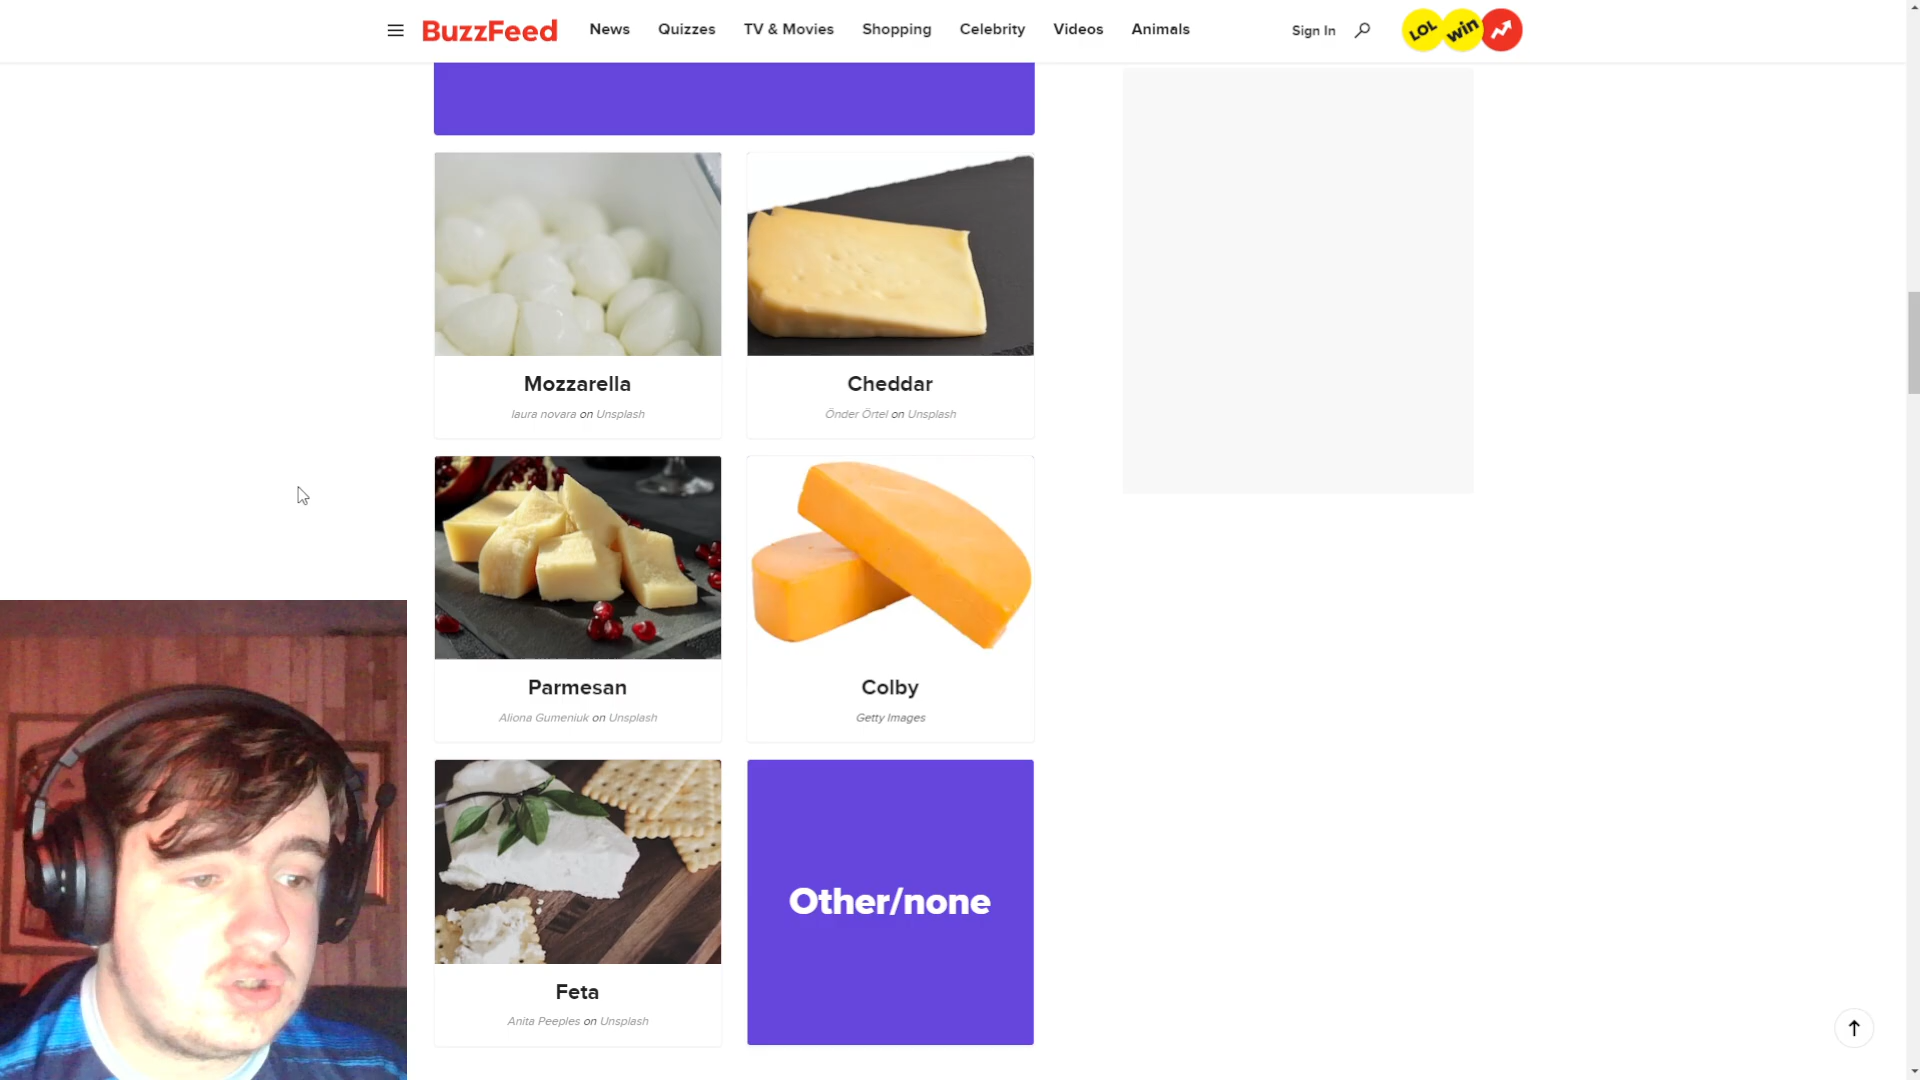 BuzzFeed News Quizzes TV & Movies Shopping Celebrity Videos Animals Sign In LOL win
Mozzarella
laura novara on Unsplash
Cheddar
Önder Örtel on Unsplash
Parmesan
Aliona Gumeniuk on Unsplash
Colby
Getty Images
Feta
Anita Peeples on Unsplash
Other/none